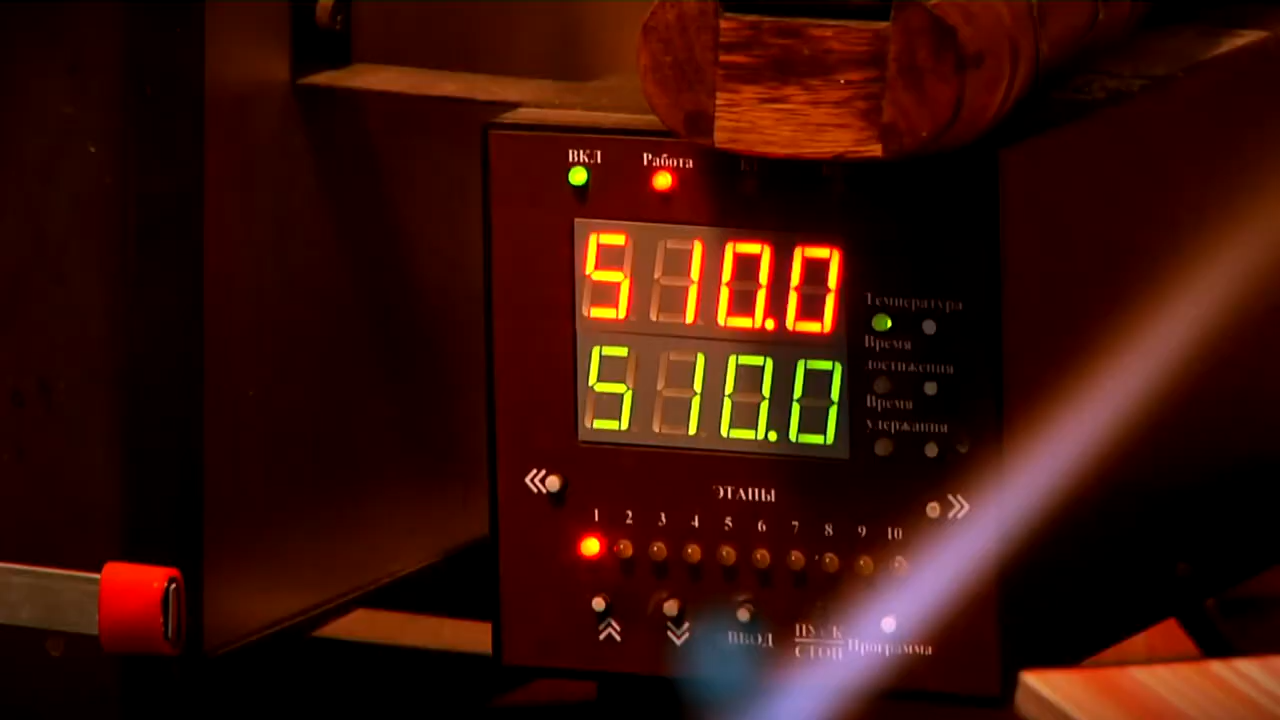 ВКЛ Работа
510.0
510.0
Температура
Время
достижения
Время
удержания
ЭТАПЫ
1 2 3 4 5 6 7 8 9 10
ВВОД
ПУСК
СТОП
Программа